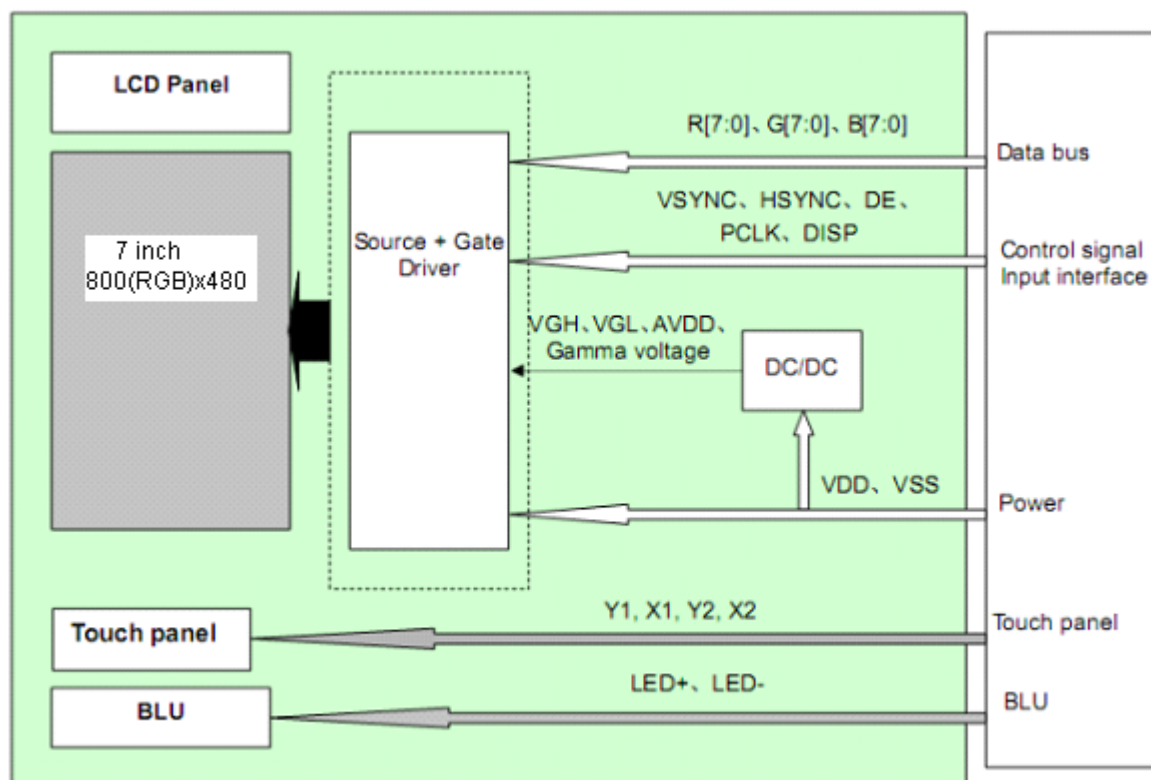 LCD Panel
7 inch
800(RGB)x480
Source + Gate
Driver
R[7:0]、G[7:0]、B[7:0]
VSYNC、HSYNC、DE、
PCLK、DISP
VGH、VGL、AVDD、
Gamma voltage
DC/DC
VDD、VSS
Data bus
Control signal
Input interface
Power
Touch panel
Y1, X1, Y2, X2
Touch panel
BLU
LED+、LED-
BLU